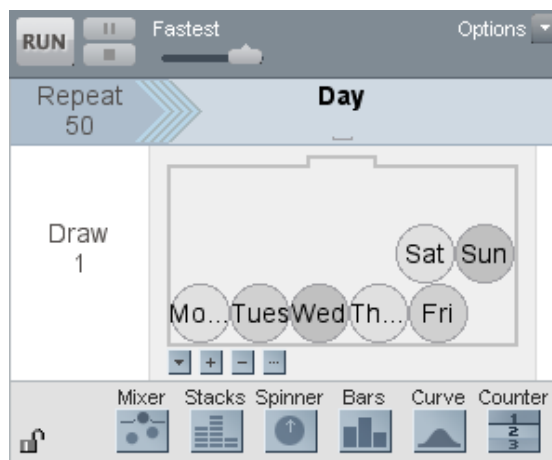 RUN Fastest Options
Repeat Day
50
Draw
1
Sat Sun
Mo... Tues Wed Th... Fri
Mixer Stacks Spinner Bars Curve Counter
1
2
3